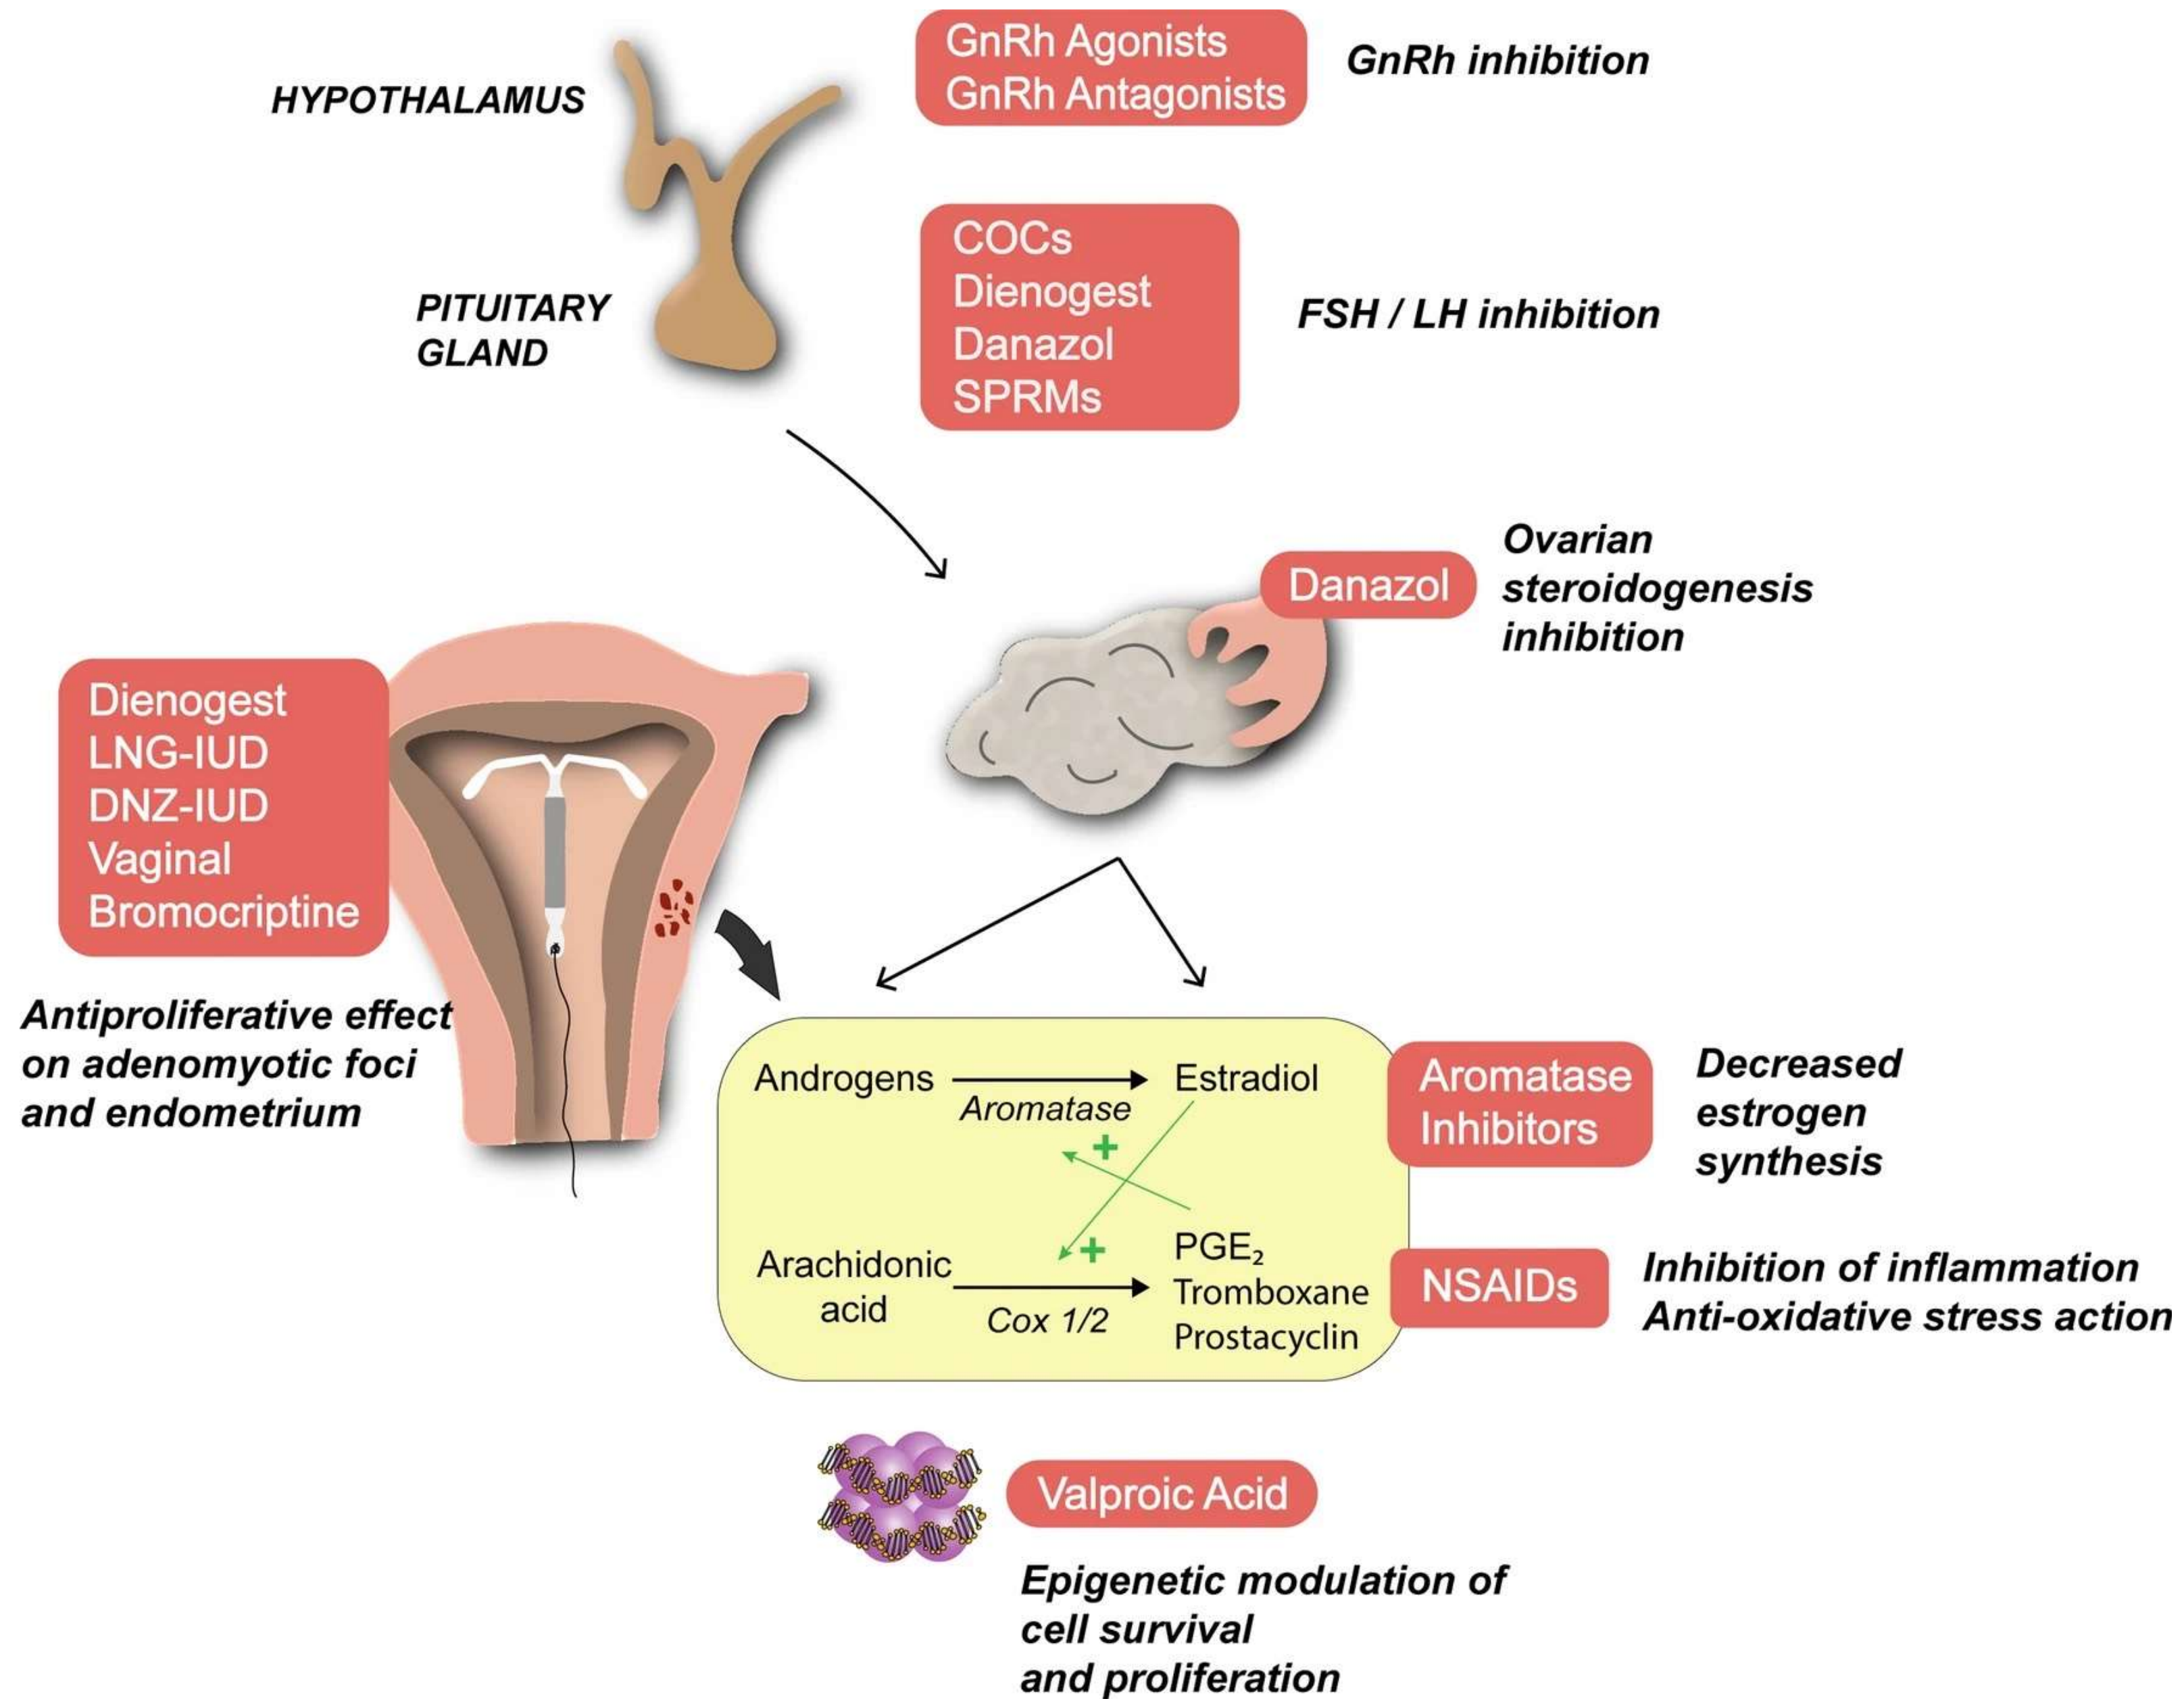 HYPOTHALAMUS
GnRh Agonists
GnRh Antagonists
GnRh inhibition
PITUITARY
GLAND
COCs
Dienogest
Danazol
SPRMs
FSH / LH inhibition
Danazol
Ovarian
steroidogenesis
inhibition
Dienogest
LNG-IUD
DNZ-IUD
Vaginal
Bromocriptine
Antiproliferative effect
on adenomyotic foci
and endometrium
Androgens
Aromatase
Estradiol
+
Aromatase
Inhibitors
Decreased
estrogen
synthesis
Arachidonic
acid
+
Cox 1/2
PGE₂
Tromboxane
Prostacyclin
NSAIDs
Inhibition of inflammation
Anti-oxidative stress action
Valproic Acid
Epigenetic modulation of
cell survival
and proliferation